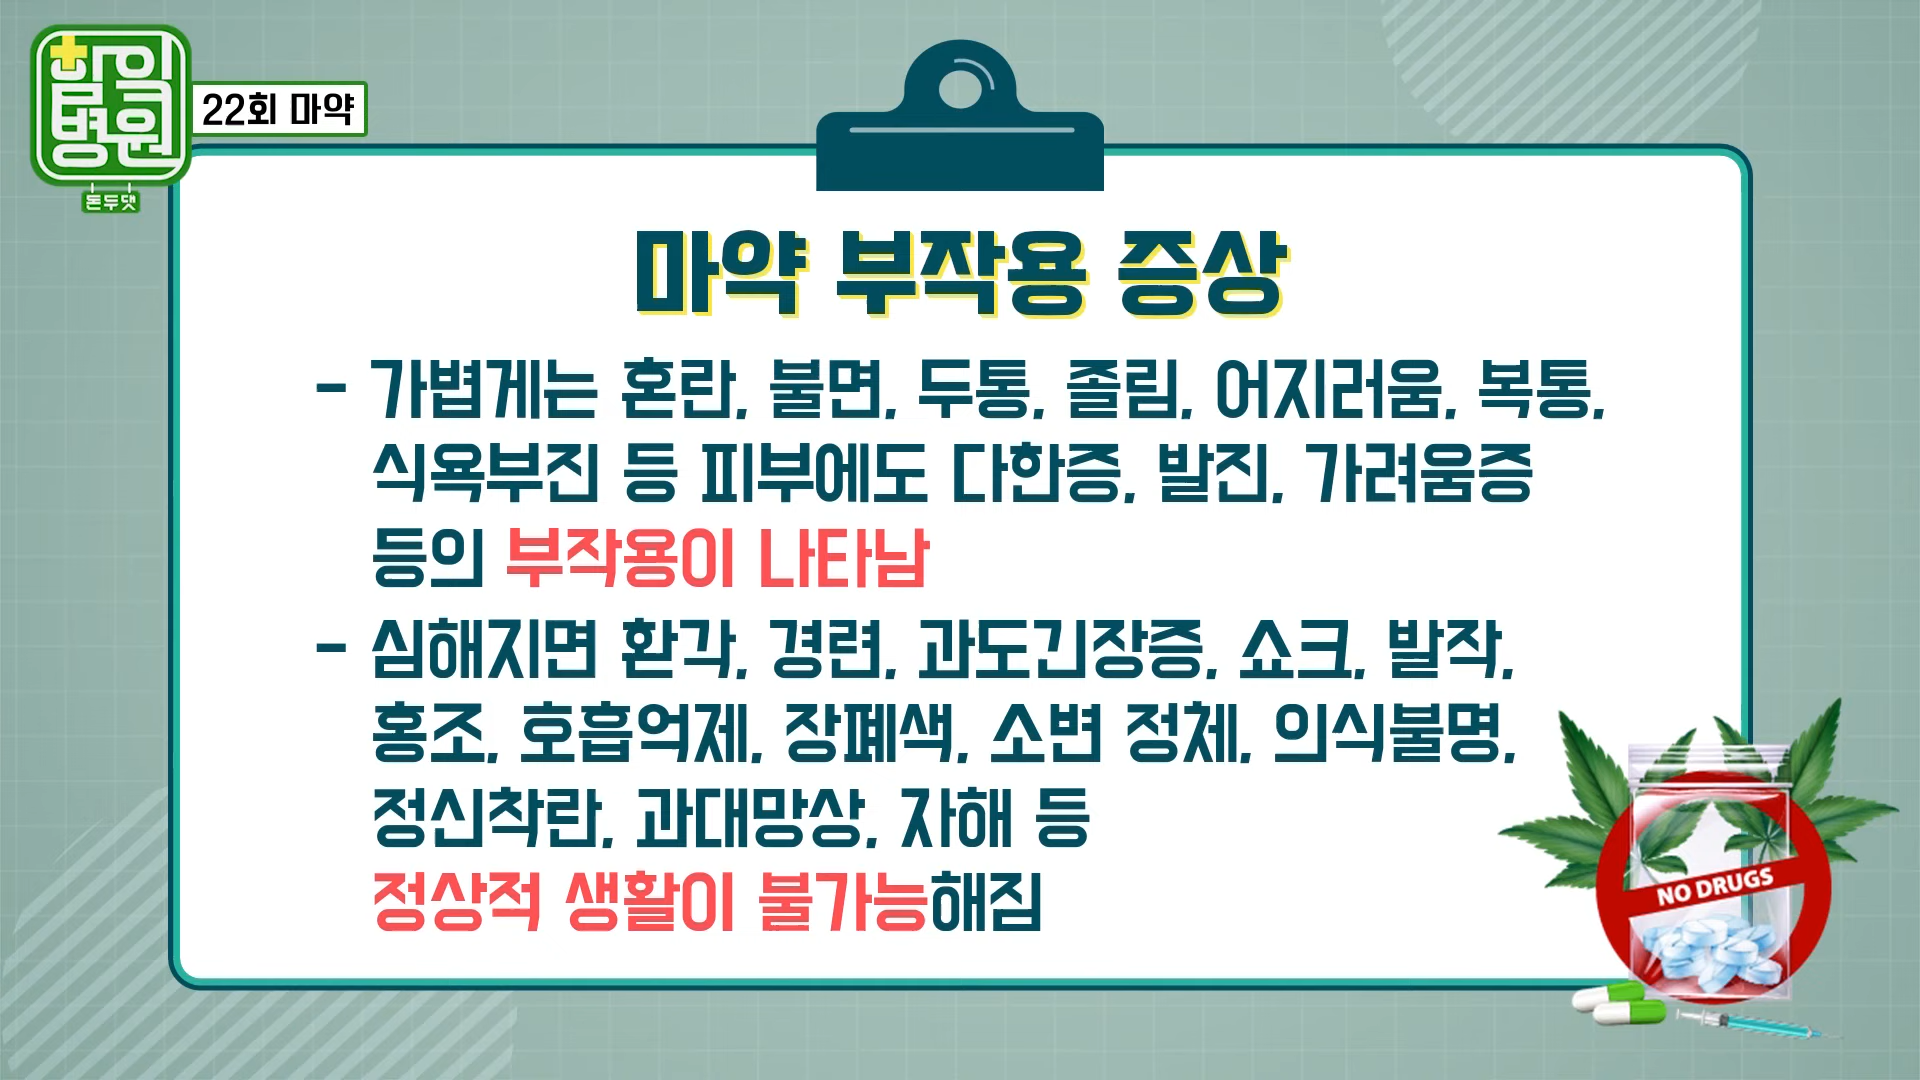 할익
병원
돈두댓
22회 마약
마약 부작용 증상
- 가볍게는 혼란, 불면, 두통, 졸림, 어지러움, 복통,
식욕부진 등 피부에도 다한증, 발진, 가려움증
등의 부작용이 나타남
- 심해지면 환각, 경련, 과도긴장증, 쇼크, 발작,
홍조, 호흡억제, 장폐색, 소변 정체, 의식불명,
정신착란, 과대망상, 자해 등
정상적 생활이 불가능해짐
NO DRUGS